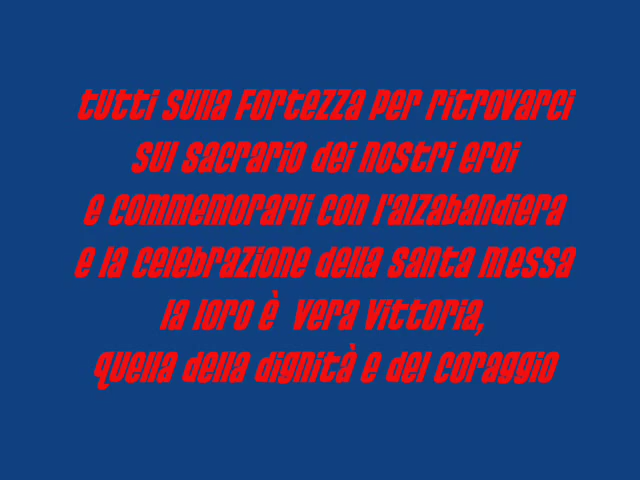 tutti sulla Fortezza per ritrovarci
sul sacrario dei nostri eroi
e commemorarli con l'alzabandiera
e la celebrazione della santa messa
la loro è vera vittoria,
quella della dignità e del coraggio